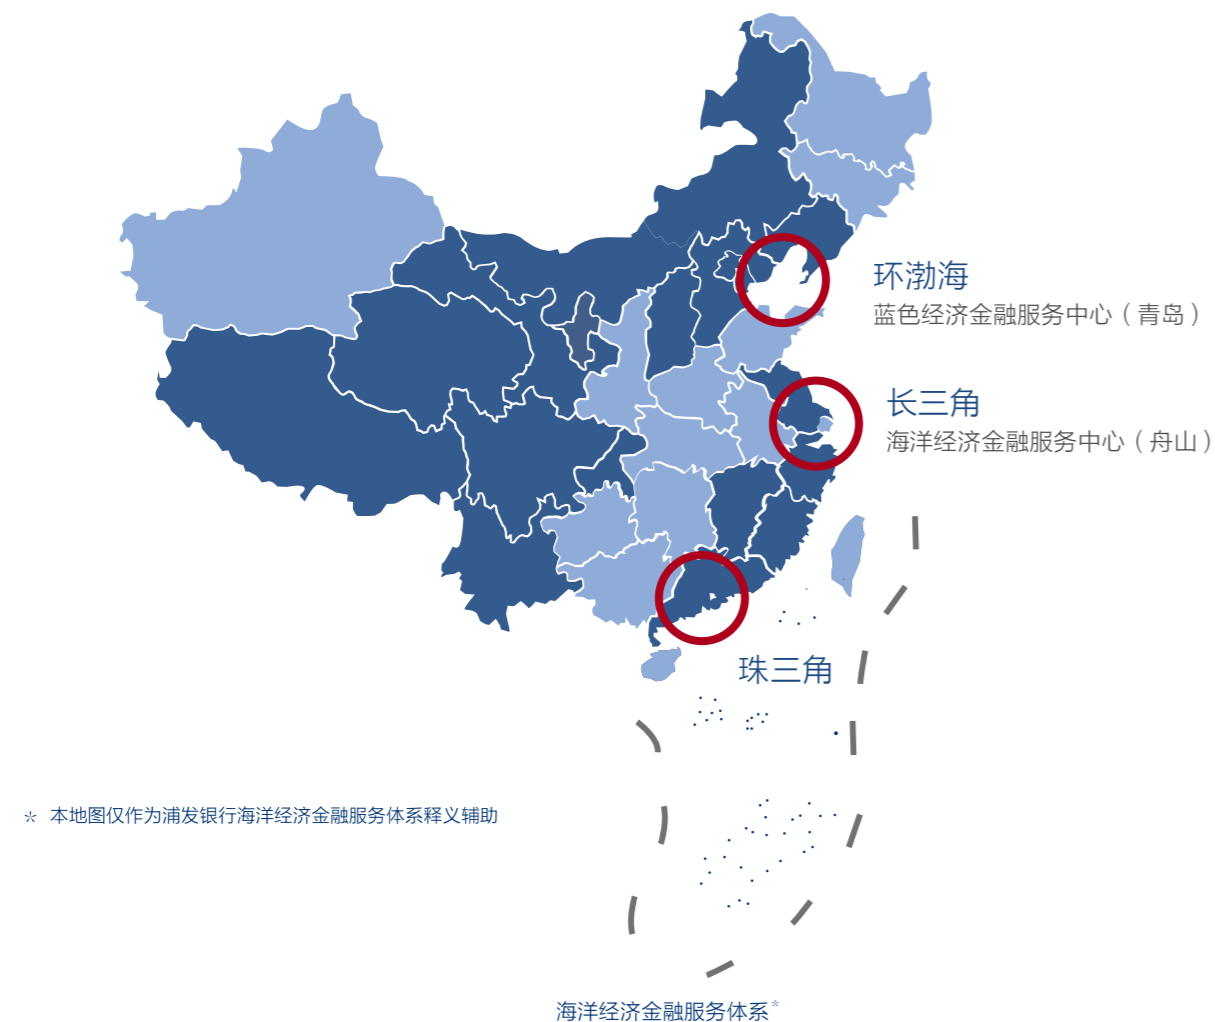 环渤海
蓝色经济金融服务中心（青岛）
长三角
海洋经济金融服务中心（舟山）
珠三角
* 本地图仅作为浦发银行海洋经济金融服务体系释义辅助
海洋经济金融服务体系*